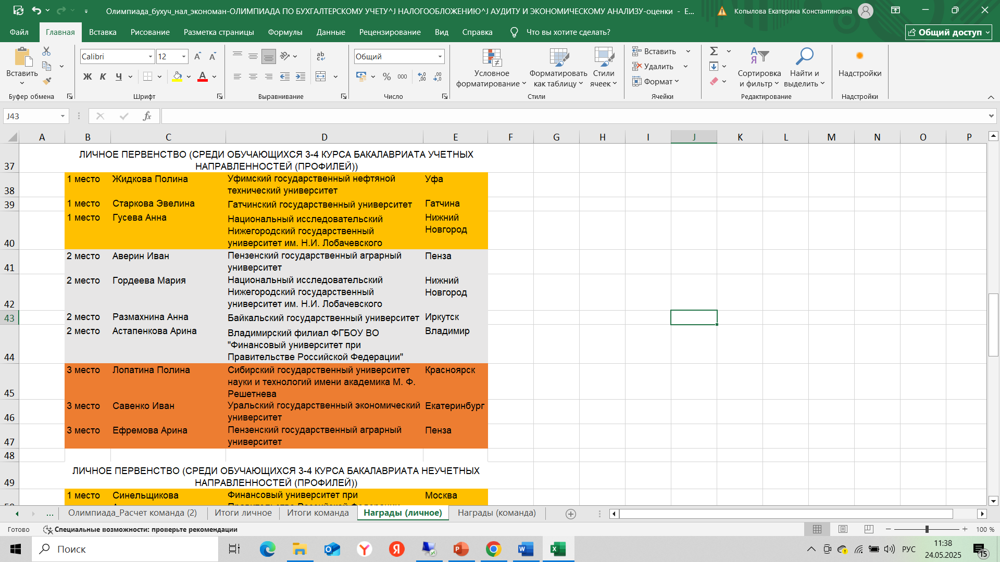 Олимпиада_бухуч_нал_экономан-ОЛИМПИАДА ПО БУХГАЛТЕРСКОМУ УЧЕТУ^J НАЛОГООБЛОЖЕНИЮ^J АУДИТУ И ЭКОНОМИЧЕСКОМУ АНАЛИЗУ-оценки - E...
Копылова Екатерина Константиновна
Файл Главная Вставка Рисование Разметка страницы Формулы Данные Рецензирование Вид Справка Что вы хотите сделать? Общий доступ
Calibri 12 Общий
Вставить
Ж К Ч
% 000
Условное форматирование
Форматировать как таблицу
Стили ячеек
Вставить
Удалить
Формат
Сортировка и фильтр
Найти и выделить
Надстройки
Буфер обмена Шрифт Выравнивание Число Стили Ячейки Редактирование Надстройки
J43 fx
A B C D E F G H I J K L M N O P
ЛИЧНОЕ ПЕРВЕНСТВО (СРЕДИ ОБУЧАЮЩИХСЯ 3-4 КУРСА БАКАЛАВРИАТА УЧЕТНЫХ
37 НАПРАВЛЕННОСТЕЙ (ПРОФИЛЕЙ))
1 место Жидкова Полина Уфимский государственный нефтяной Уфа
38 технический университет
39 1 место Старкова Эвелина Гатчинский государственный университет Гатчина
1 место Гусева Анна Национальный исследовательский Нижний
Нижегородский государственный Новгород
40 университет им. Н.И. Лобачевского
2 место Аверин Иван Пензенский государственный аграрный Пенза
41 университет
2 место Гордеева Мария Национальный исследовательский Нижний
Нижегородский государственный Новгород
42 университет им. Н.И. Лобачевского
43 2 место Размахнина Анна Байкальский государственный университет Иркутск
2 место Астапенкова Арина Владимирский филиал ФГБОУ ВО Владимир
"Финансовый университет при
44 Правительстве Российской Федерации"
3 место Лопатина Полина Сибирский государственный университет Красноярск
науки и технологий имени академика М. Ф.
45 Решетнева
3 место Савенко Иван Уральский государственный экономический Екатеринбург
46 университет
3 место Ефремова Арина Пензенский государственный аграрный Пенза
47 университет
48
ЛИЧНОЕ ПЕРВЕНСТВО (СРЕДИ ОБУЧАЮЩИХСЯ 3-4 КУРСА БАКАЛАВРИАТА НЕУЧЕТНЫХ
49 НАПРАВЛЕННОСТЕЙ (ПРОФИЛЕЙ))
1 место Синельщикова Финансовый университет при Москва
... Олимпиада_Расчет команда (2) Итоги личное Итоги команда Награды (личное) Награды (команда)
Готово Специальные возможности: проверьте рекомендации 100 %
Поиск
РУС 11:38
24.05.2025
15